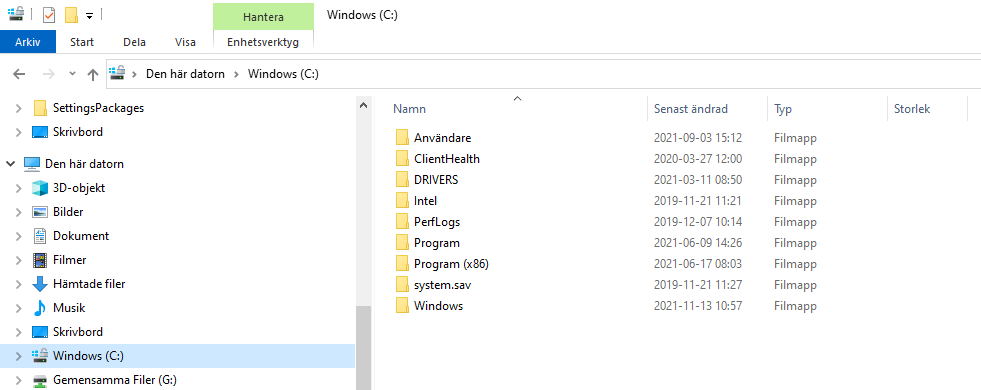 Hantera
Windows (C:)
Arkiv Start Dela Visa Enhetsverktyg
Den här datorn Windows (C:)
SettingsPackages
Skrivbord
Den här datorn
3D-objekt
Bilder
Dokument
Filmer
Hämtade filer
Musik
Skrivbord
Windows (C:)
Gemensamma Filer (G:)
Namn Senast ändrad Typ Storlek
Användare 2021-09-03 15:12 Filmapp
ClientHealth 2020-03-27 12:00 Filmapp
DRIVERS 2021-03-11 08:50 Filmapp
Intel 2019-11-21 11:21 Filmapp
PerfLogs 2019-12-07 10:14 Filmapp
Program 2021-06-09 14:26 Filmapp
Program (x86) 2021-06-17 08:03 Filmapp
system.sav 2019-11-21 11:27 Filmapp
Windows 2021-11-13 10:57 Filmapp